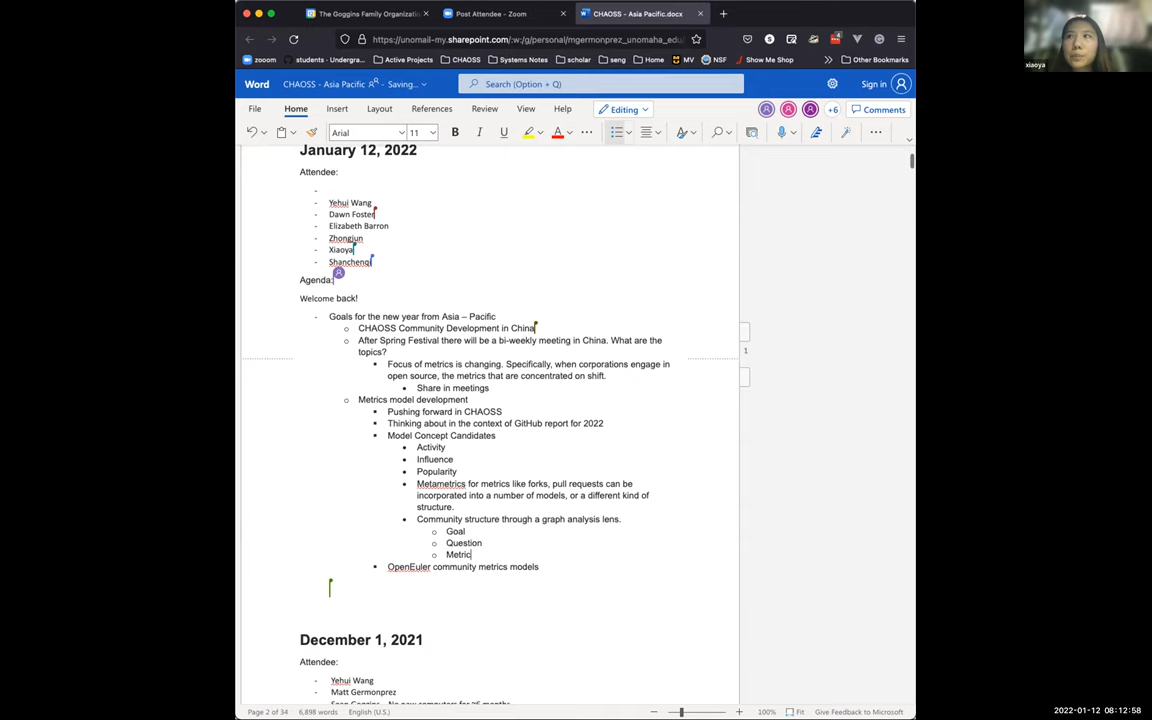 The Goggins Family Organizatio
Post Attendee - Zoom
CHAOSS - Asia Pacific.docx
https://unomail-my.sharepoint.com/:w:/g/personal/mgermonprez_unomaha_edu
zooom
students - Undergra...
Active Projects
CHAOSS
Systems Notes
scholar
seng
Home
MV
NSF
Show Me Shop
Other Bookmarks
Word
CHAOSS - Asia Pacific
Saving...
Search (Option + Q)
Sign in
File
Home
Insert
Layout
References
Review
View
Help
Editing
+6
Comments
Arial
11
B
I
U
January 12, 2022
Attendee:
-
- Yehui Wang
- Dawn Foster
- Elizabeth Barron
- Zhongjun
- Xiaoya
- Shanchenqi
Agenda:
Welcome back!
- Goals for the new year from Asia – Pacific
o CHAOSS Community Development in China
o After Spring Festival there will be a bi-weekly meeting in China. What are the
topics?
▪ Focus of metrics is changing. Specifically, when corporations engage in
open source, the metrics that are concentrated on shift.
• Share in meetings
o Metrics model development
▪ Pushing forward in CHAOSS
▪ Thinking about in the context of GitHub report for 2022
▪ Model Concept Candidates
• Activity
• Influence
• Popularity
• Metametrics for metrics like forks, pull requests can be
incorporated into a number of models, or a different kind of
structure.
• Community structure through a graph analysis lens.
o Goal
o Question
o Metric
▪ OpenEuler community metrics models
1
December 1, 2021
Attendee:
- Yehui Wang
- Matt Germonprez
Page 2 of 34
6,898 words
English (U.S.)
100%
Fit
Give Feedback to Microsoft
xiaoya
2022-01-12 08:12:58